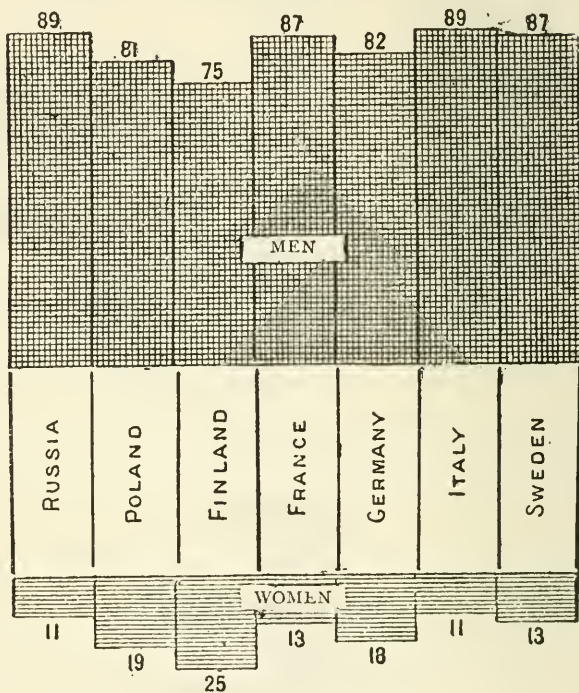 89 81 75 87 82 89 87
MEN
RUSSIA
POLAND
FINLAND
FRANCE
GERMANY
ITALY
SWEDEN
WOMEN
11 19 25 13 18 11 13